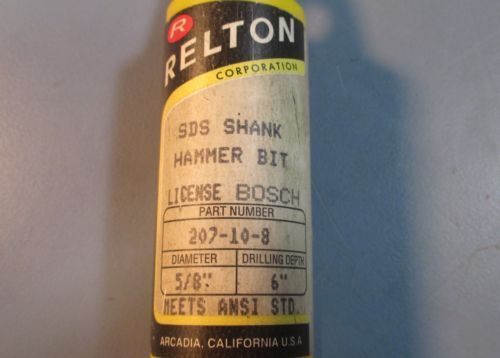 R
RELTON
CORPORATION
SDS SHANK
HAMMER BIT
LICENSE BOSCH
PART NUMBER
207-10-8
DIAMETER DRILLING DEPTH
5/8" 6"
MEETS ANSI STD.
ARCADIA, CALIFORNIA U.S.A